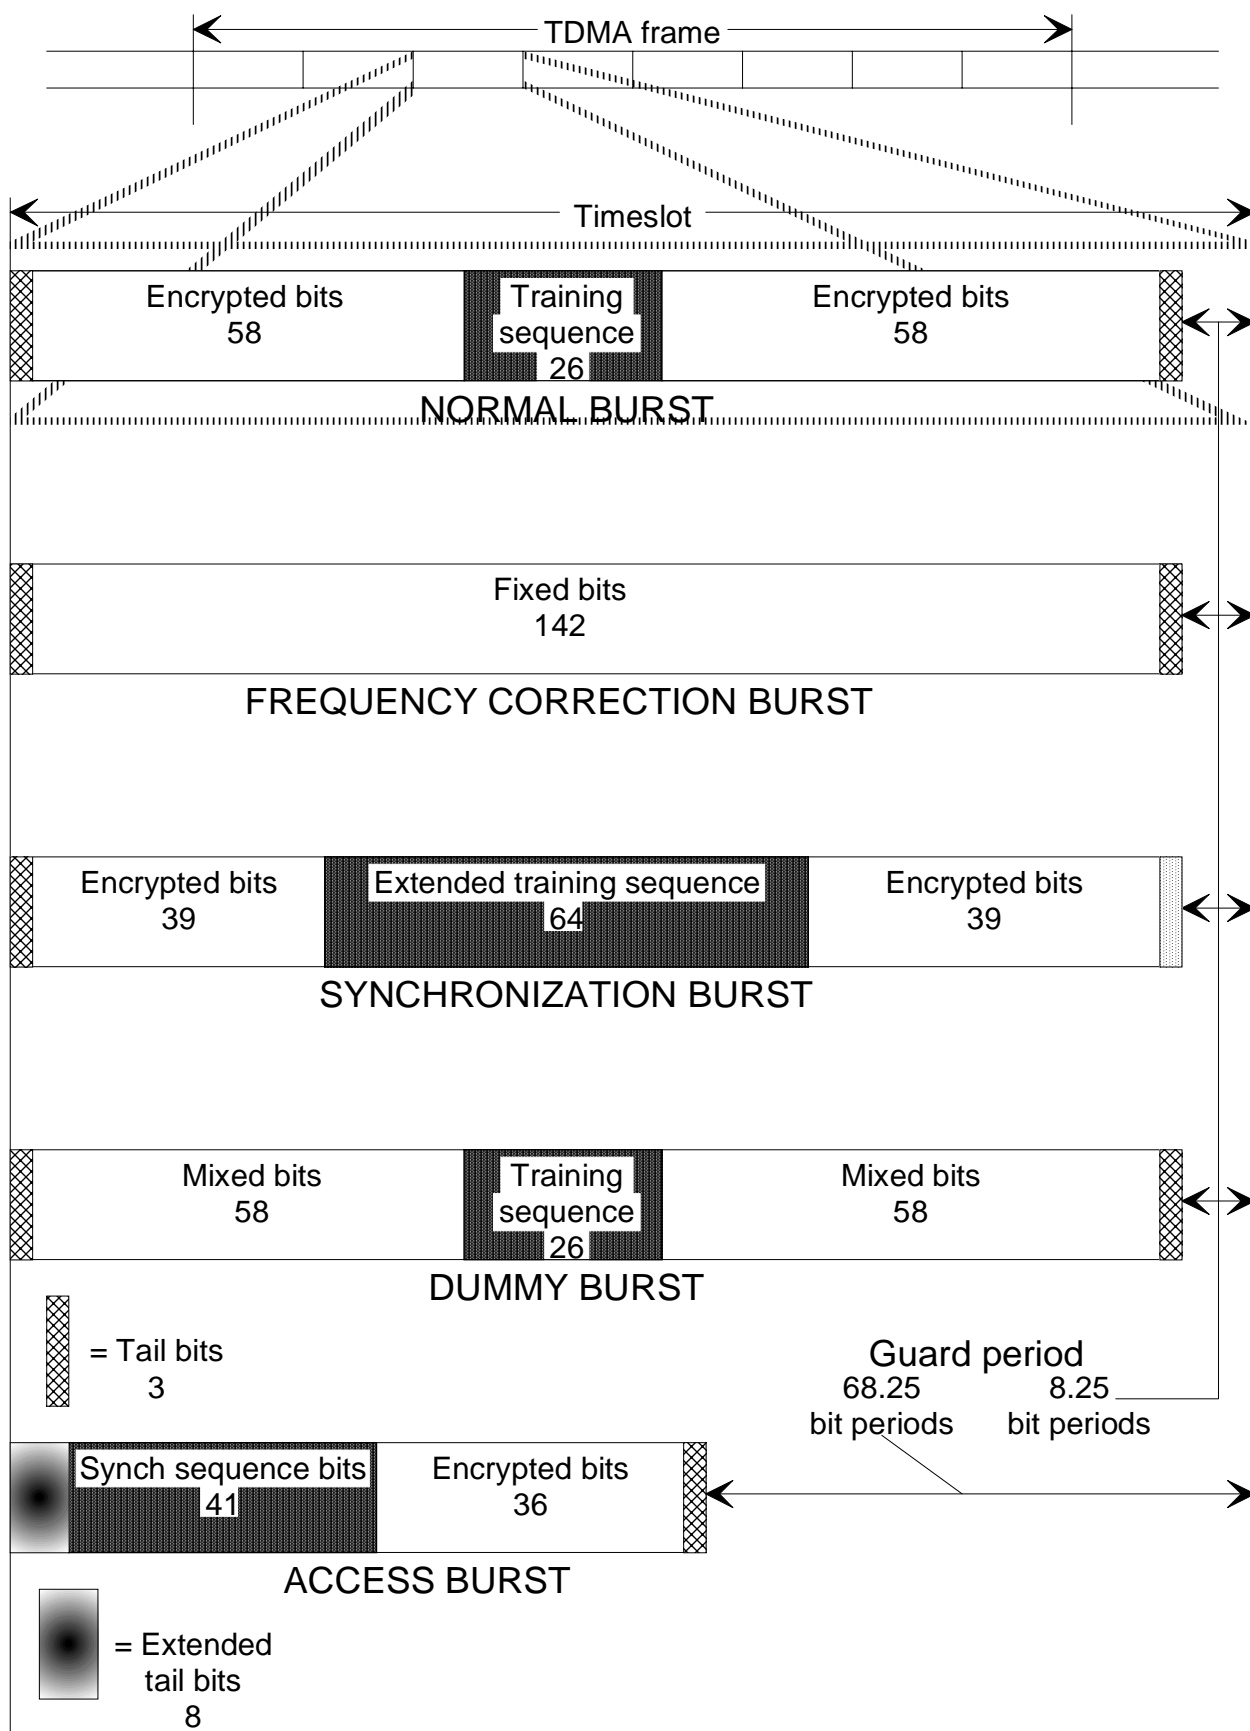 TDMA frame
Timeslot
Encrypted bits
58
Training
sequence
26
Encrypted bits
58
NORMAL BURST
Fixed bits
142
FREQUENCY CORRECTION BURST
Encrypted bits
39
Extended training sequence
64
Encrypted bits
39
SYNCHRONIZATION BURST
Mixed bits
58
Training
sequence
26
Mixed bits
58
DUMMY BURST
= Tail bits
3
Guard period
68.25
bit periods
8.25
bit periods
Synch sequence bits
41
Encrypted bits
36
ACCESS BURST
= Extended
tail bits
8